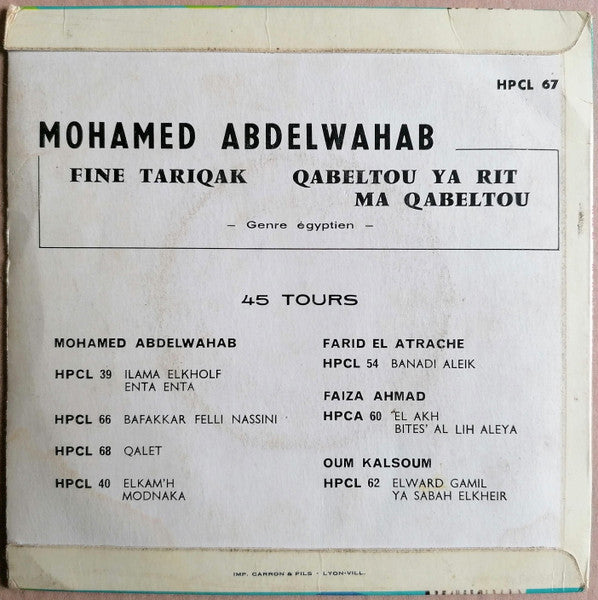 HPCL 67
MOHAMED ABDELWAHAB
FINE TARIQAK QABELTOU YA RIT
MA QABELTOU
– Genre égyptien –
45 TOURS
MOHAMED ABDELWAHAB
HPCL 39 ILAMA ELKHOLF
ENTA ENTA
HPCL 66 BAFAKKAR FELLI NASSINI
HPCL 68 QALET
HPCL 40 ELKAM'H
MODNAKA
FARID EL ATRACHE
HPCL 54 BANADI ALEIK
FAIZA AHMAD
HPCA 60 EL AKH
BITES' AL LIH ALEYA
OUM KALSOUM
HPCL 62 ELWARD GAMIL
YA SABAH ELKHEIR
IMP. CARRON & FILS - LYON-VILL.